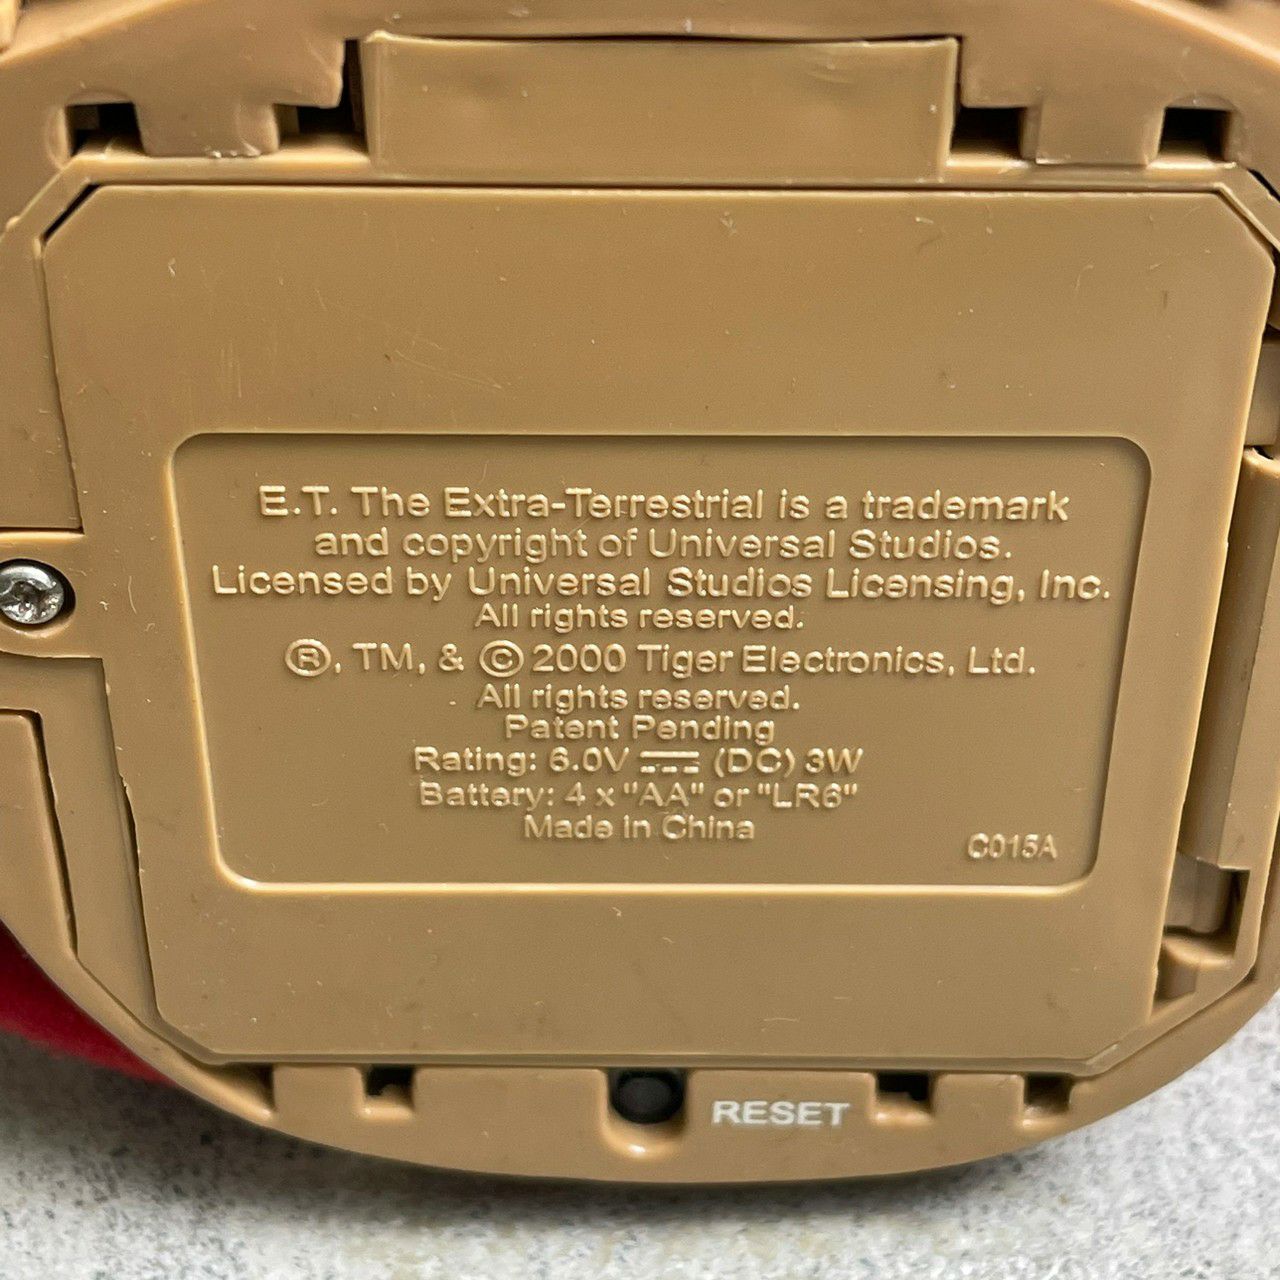 E.T. The Extra-Terrestrial is a trademark
and copyright of Universal Studios.
Licensed by Universal Studios Licensing, Inc.
All rights reserved.
®, TM, & © 2000 Tiger Electronics, Ltd.
All rights reserved.
Patent Pending
Rating: 6.0V ⎓ (DC) 3W
Battery: 4 x "AA" or "LR6"
Made in China
C015A
RESET